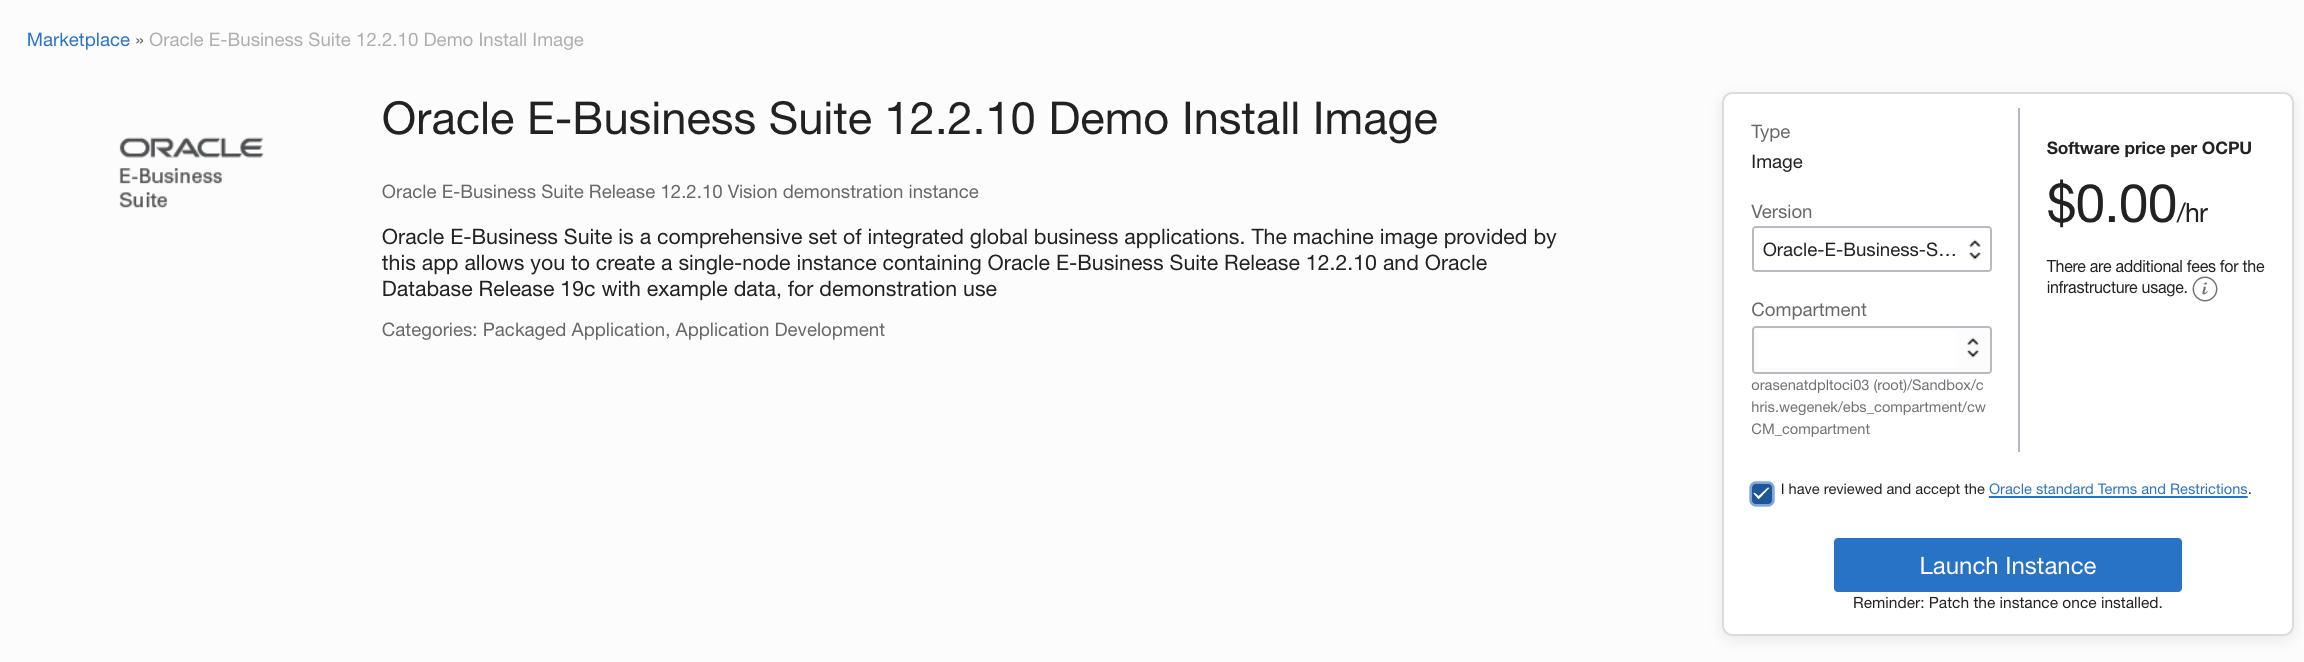 Marketplace » Oracle E-Business Suite 12.2.10 Demo Install Image
ORACLE
E-Business
Suite
Oracle E-Business Suite 12.2.10 Demo Install Image
Oracle E-Business Suite Release 12.2.10 Vision demonstration instance
Oracle E-Business Suite is a comprehensive set of integrated global business applications. The machine image provided by
this app allows you to create a single-node instance containing Oracle E-Business Suite Release 12.2.10 and Oracle
Database Release 19c with example data, for demonstration use
Categories: Packaged Application, Application Development
Type
Image
Version
Oracle-E-Business-S...
Compartment
orasenatdpltoci03 (root)/Sandbox/c
hris.wegenek/ebs_compartment/cw
CM_compartment
Software price per OCPU
$0.00/hr
There are additional fees for the
infrastructure usage. i
I have reviewed and accept the Oracle standard Terms and Restrictions.
Launch Instance
Reminder: Patch the instance once installed.